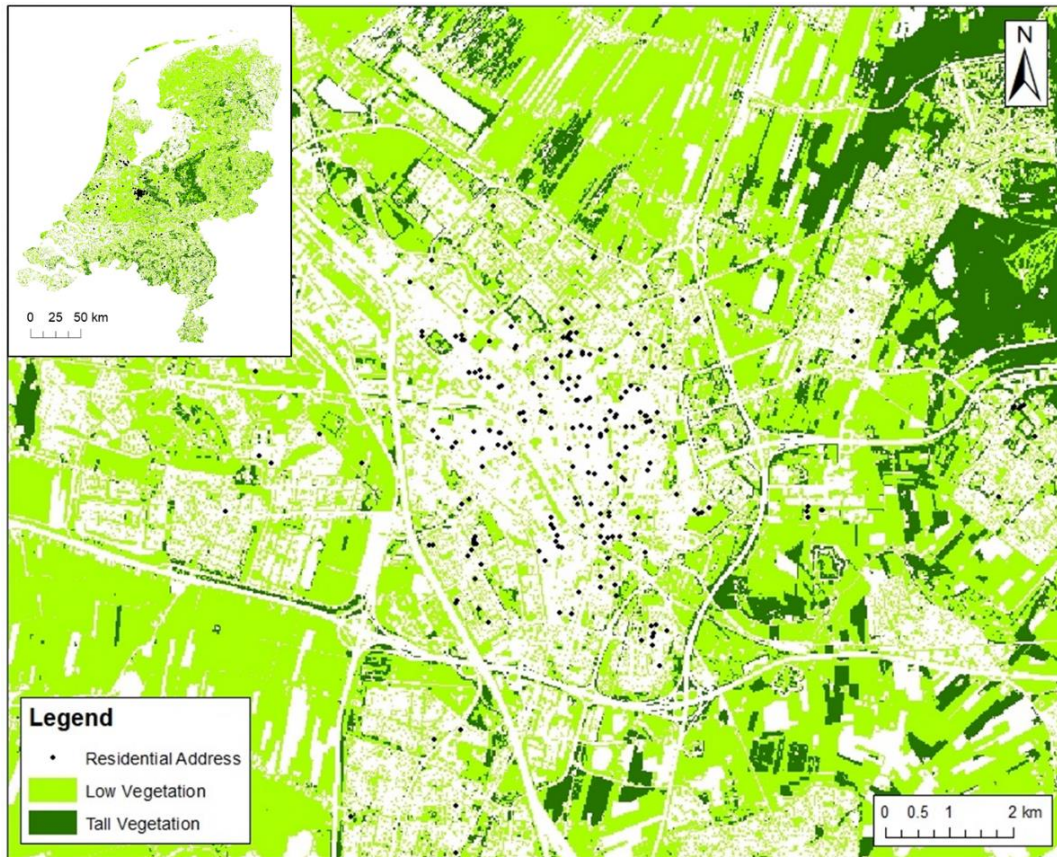 N
0 25 50 km
Legend
Residential Address
Low Vegetation
Tall Vegetation
0 0.5 1 2 km